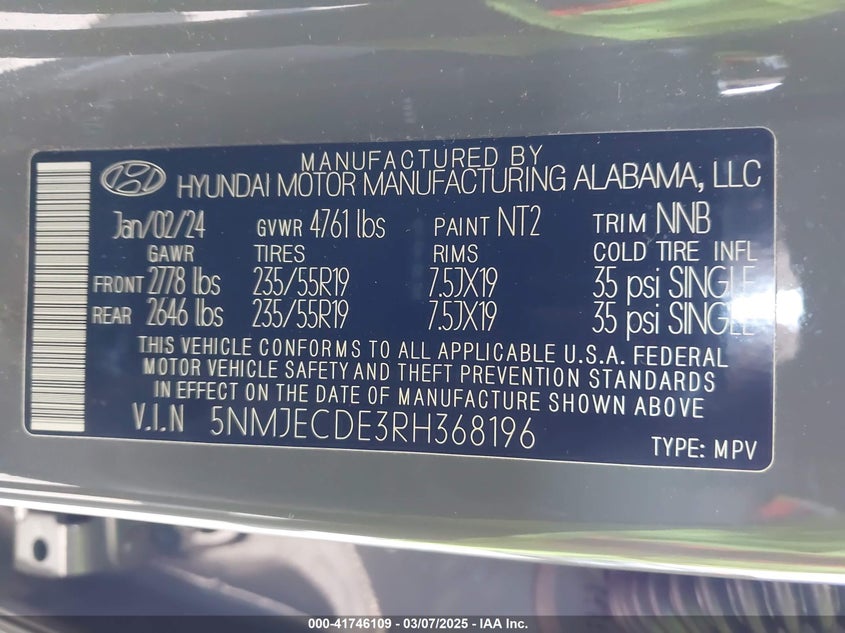 MANUFACTURED BY
HYUNDAI MOTOR MANUFACTURING ALABAMA, LLC
Jan/02/24 GVWR 4761 lbs PAINT NT2 TRIM NNB
GAWR TIRES RIMS COLD TIRE INFL
FRONT 2778 lbs 235/55R19 7.5JX19 35 psi SINGLE
REAR 2646 lbs 235/55R19 7.5JX19 35 psi SINGLE
THIS VEHICLE CONFORMS TO ALL APPLICABLE U.S.A. FEDERAL
MOTOR VEHICLE SAFETY AND THEFT PREVENTION STANDARDS
IN EFFECT ON THE DATE OF MANUFACTURE SHOWN ABOVE
V.I.N 5NMJECDE3RH368196
TYPE: MPV
000-41746109 — 03/07/2025 — IAA Inc.